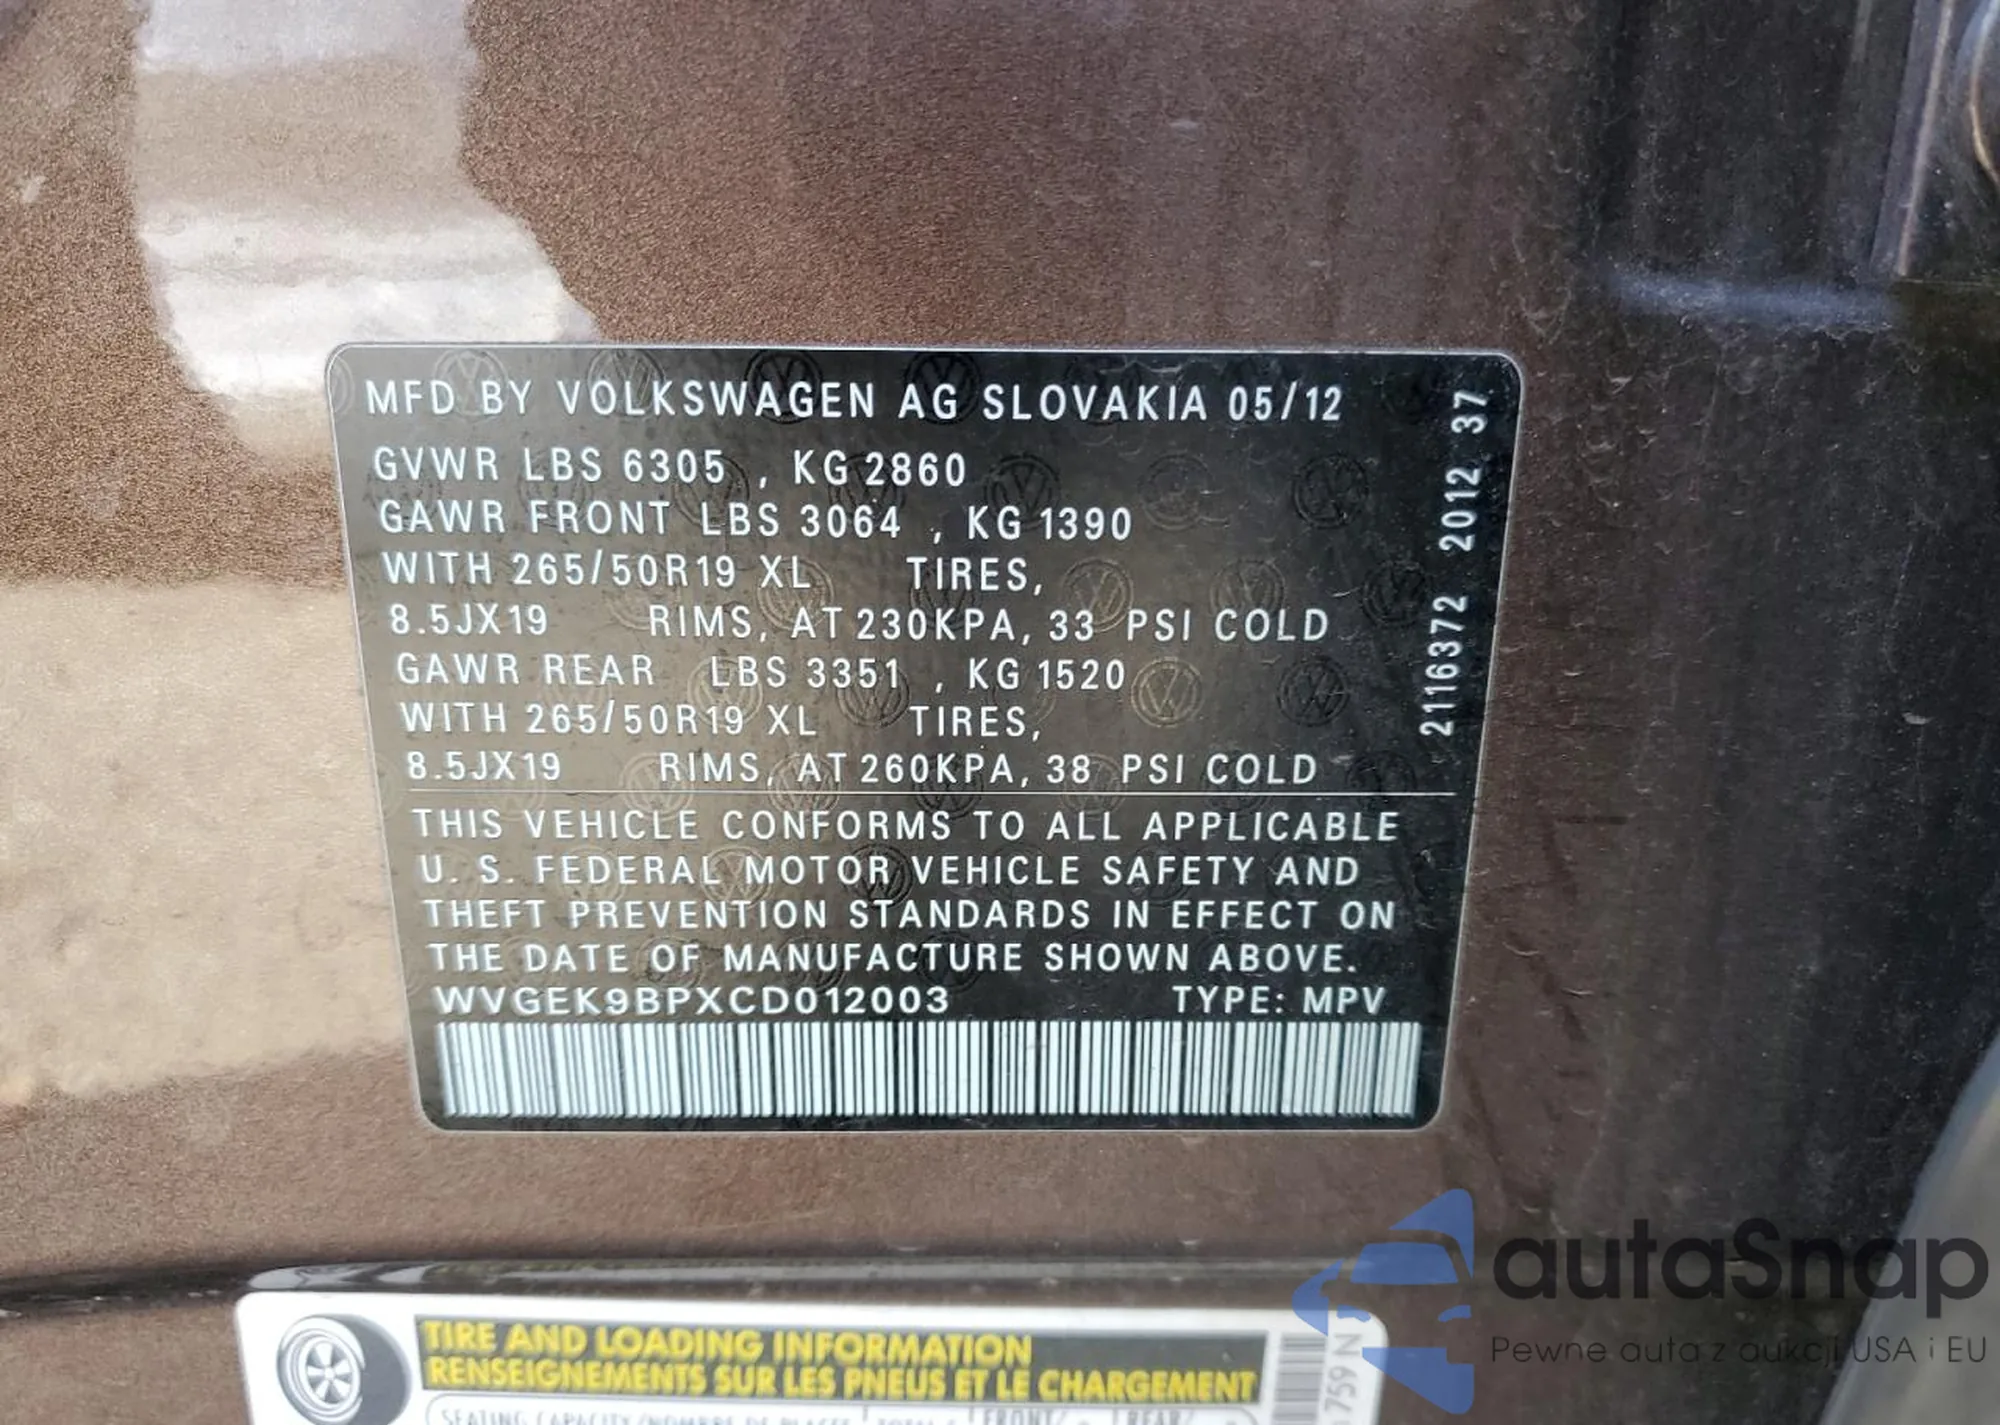 MFD BY VOLKSWAGEN AG SLOVAKIA 05/12
GVWR LBS 6305 , KG 2860
GAWR FRONT LBS 3064 , KG 1390
WITH 265/50R19 XL TIRES,
8.5JX19 RIMS, AT 230KPA, 33 PSI COLD
GAWR REAR LBS 3351 , KG 1520
WITH 265/50R19 XL TIRES,
8.5JX19 RIMS, AT 260KPA, 38 PSI COLD
THIS VEHICLE CONFORMS TO ALL APPLICABLE
U. S. FEDERAL MOTOR VEHICLE SAFETY AND
THEFT PREVENTION STANDARDS IN EFFECT ON
THE DATE OF MANUFACTURE SHOWN ABOVE.
WVGEK9BPXCD012003 TYPE: MPV
2116372 2012 37
TIRE AND LOADING INFORMATION
RENSEIGNEMENTS SUR LES PNEUS ET LE CHARGEMENT
759 N
autaSnap
Pewne auta z aukcji USA i EU